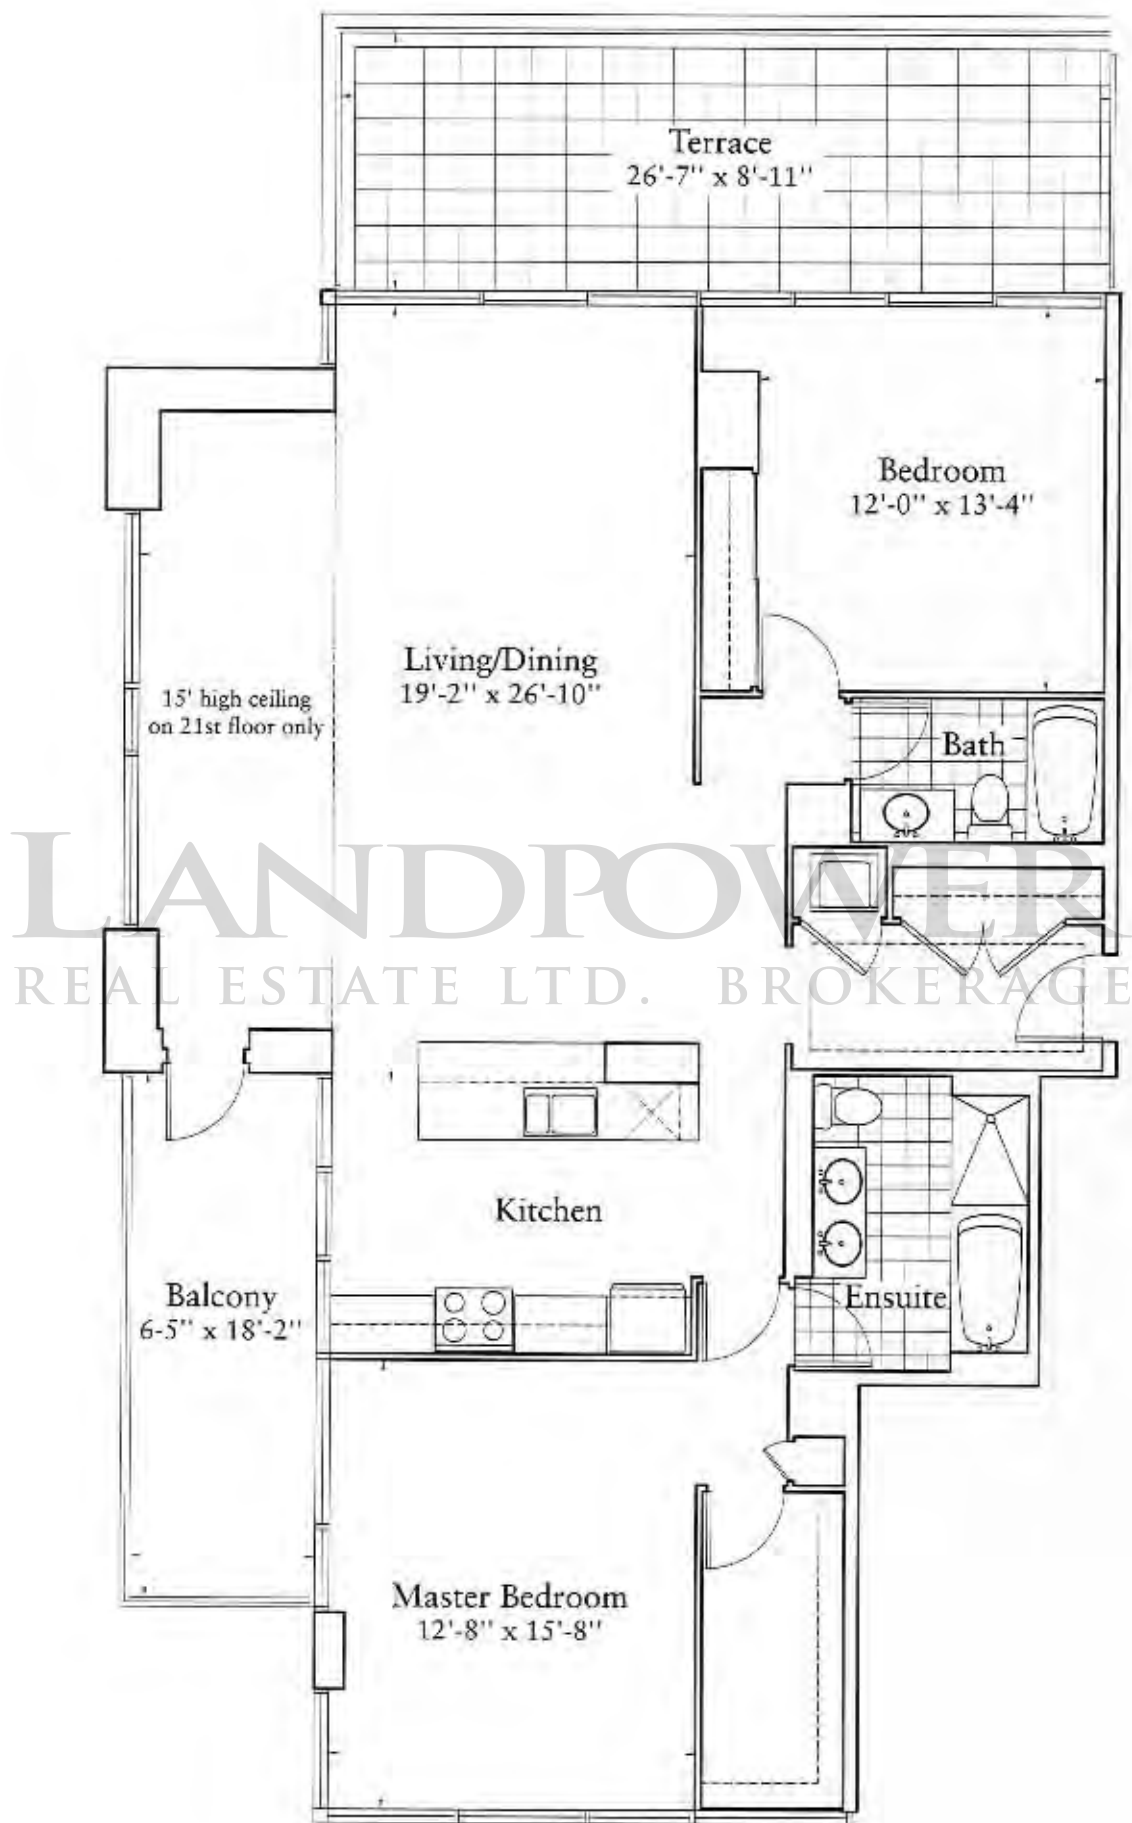 Terrace
26'-7" x 8'-11"
Bedroom
12'-0" x 13'-4"
Living/Dining
19'-2" x 26'-10"
15' high ceiling
on 21st floor only
Bath
LANDPOWER
REAL ESTATE LTD. BROKERAGE
Kitchen
Balcony
6-5" x 18'-2"
Ensuite
Master Bedroom
12'-8" x 15'-8"